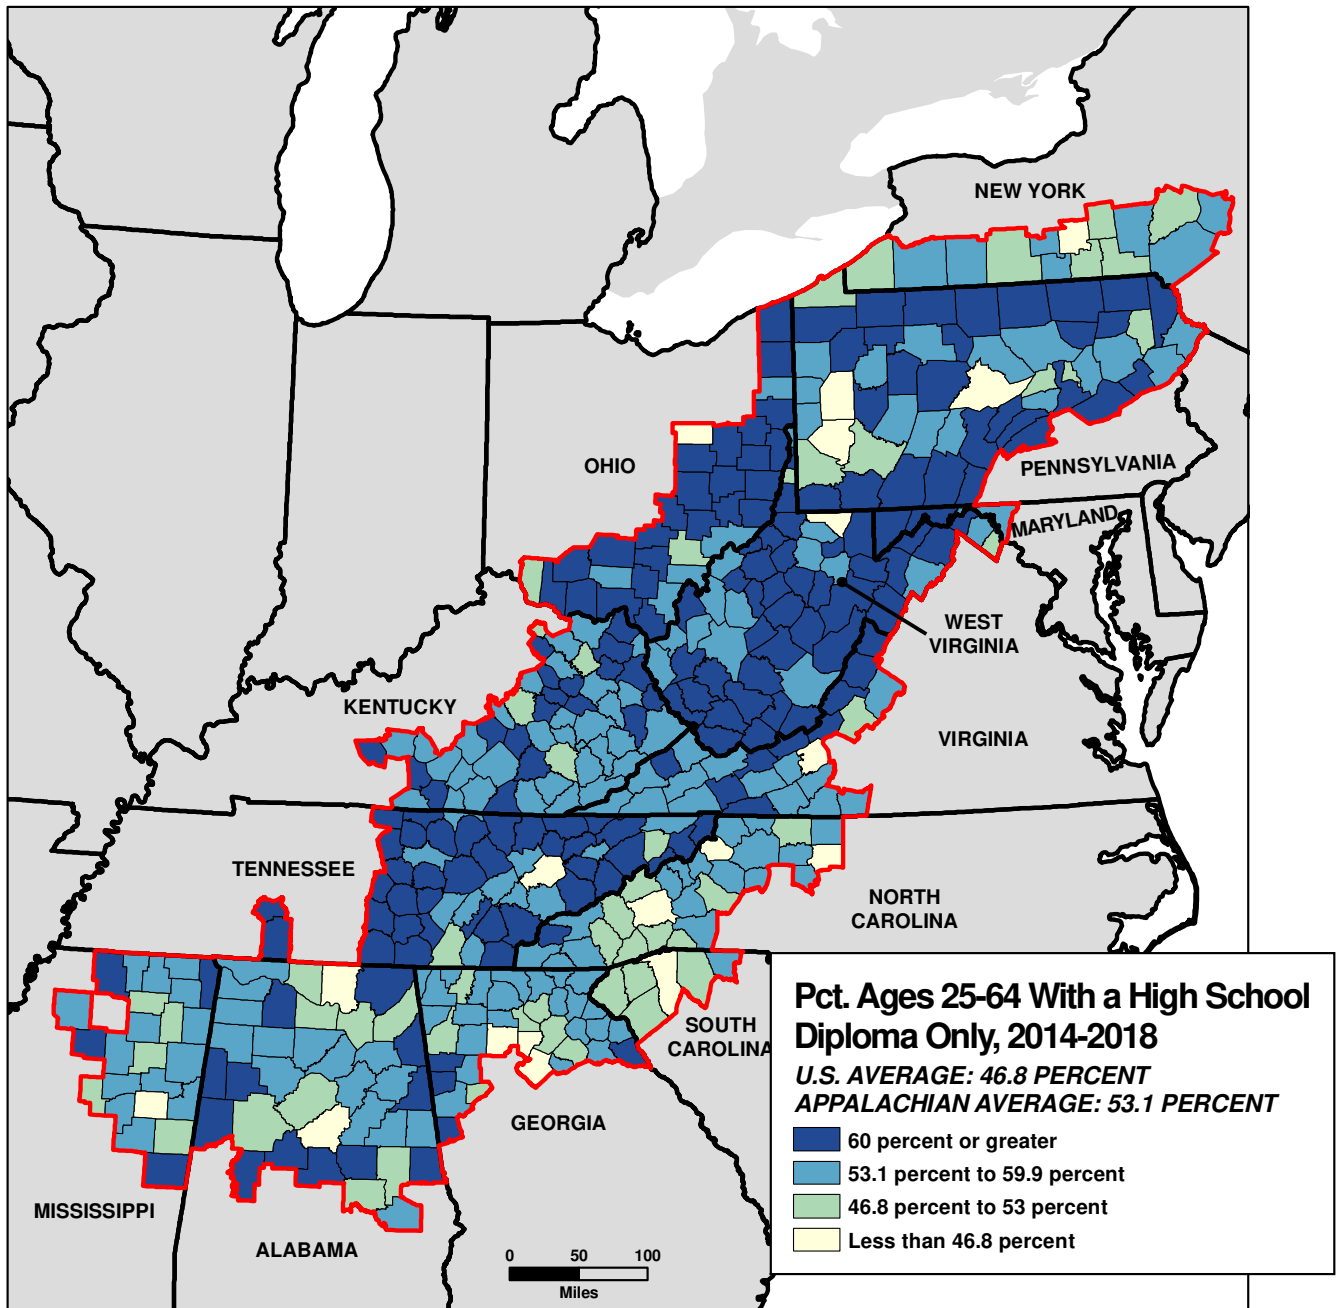 NEW YORK
OHIO
PENNSYLVANIA
MARYLAND
WEST
VIRGINIA
KENTUCKY
VIRGINIA
TENNESSEE
NORTH
CAROLINA
SOUTH
CAROLINA
GEORGIA
MISSISSIPPI
ALABAMA
0 50 100
Miles
Pct. Ages 25-64 With a High School
Diploma Only, 2014-2018
U.S. AVERAGE: 46.8 PERCENT
APPALACHIAN AVERAGE: 53.1 PERCENT
60 percent or greater
53.1 percent to 59.9 percent
46.8 percent to 53 percent
Less than 46.8 percent